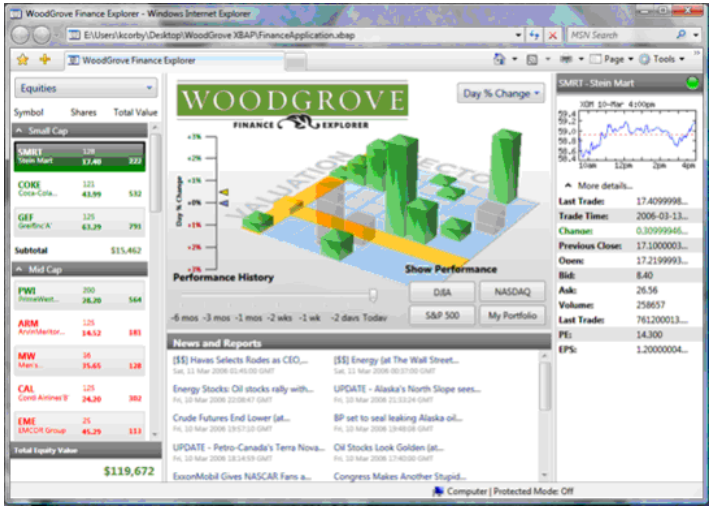 WoodGrove Finance Explorer - Windows Internet Explorer
E:\Users\kcorby\Desktop\WoodGrove XBAP\FinanceApplication.xbap
MSN Search
WoodGrove Finance Explorer
Page
Tools
Equities
Symbol Shares Total Value
Small Cap
SMRT 128
Stein Mart 17.40 222
COKE 121
Coca-Cola... 43.99 532
GEF 125
Greifinc'A' 63.29 791
Subtotal $15,462
Mid Cap
PWI 200
PrimeWest... 28.20 564
ARM 125
ArvinMeritor... 14.52 181
MW 36
Men's... 35.65 128
CAL 125
Contl Airlines'B' 24.20 302
EME 25
EMCOR Group 45.29 113
Total Equity Value
$119,672
WOODGROVE
FINANCE EXPLORER
Day % Change
+3%
+2%
+1%
+0%
+1%
+2%
+3%
Day % Change
VALUATION
SECTOR
Performance History
-6 mos -3 mos -1 mos -2 wks -1 wk -2 days Today
Show Performance
DJIA NASDAQ
S&P 500 My Portfolio
News and Reports
[$$] Havas Selects Rodes as CEO,...
Sat, 11 Mar 2006 01:45:00 GMT
[$$] Energy (at The Wall Street...
Sat, 11 Mar 2006 00:37:00 GMT
Energy Stocks: Oil stocks rally with...
Fri, 10 Mar 2006 22:08:47 GMT
UPDATE - Alaska's North Slope sees...
Fri, 10 Mar 2006 21:33:24 GMT
Crude Futures End Lower (at...
Fri, 10 Mar 2006 19:57:10 GMT
BP set to seal leaking Alaska oil...
Fri, 10 Mar 2006 19:48:08 GMT
UPDATE - Petro-Canada's Terra Nova...
Fri, 10 Mar 2006 18:14:59 GMT
Oil Stocks Look Golden (at...
Fri, 10 Mar 2006 17:40:00 GMT
ExxonMobil Gives NASCAR Fans a...
Congress Makes Another Stupid...
SMRT - Stein Mart
XOM 10-Mar 4:00pm
59.4
59.2
59.0
58.8
58.6
58.4
10am 12pm 2pm 4pm
More details...
Last Trade: 17.4099998...
Trade Time: 2006-03-13...
Change: 0.30999946...
Previous Close: 17.1000003...
Open: 17.2199993...
Bid: 8.40
Ask: 26.56
Volume: 258657
Last Trade: 761200013...
PE: 14.300
EPS: 1.20000004...
Computer | Protected Mode: Off